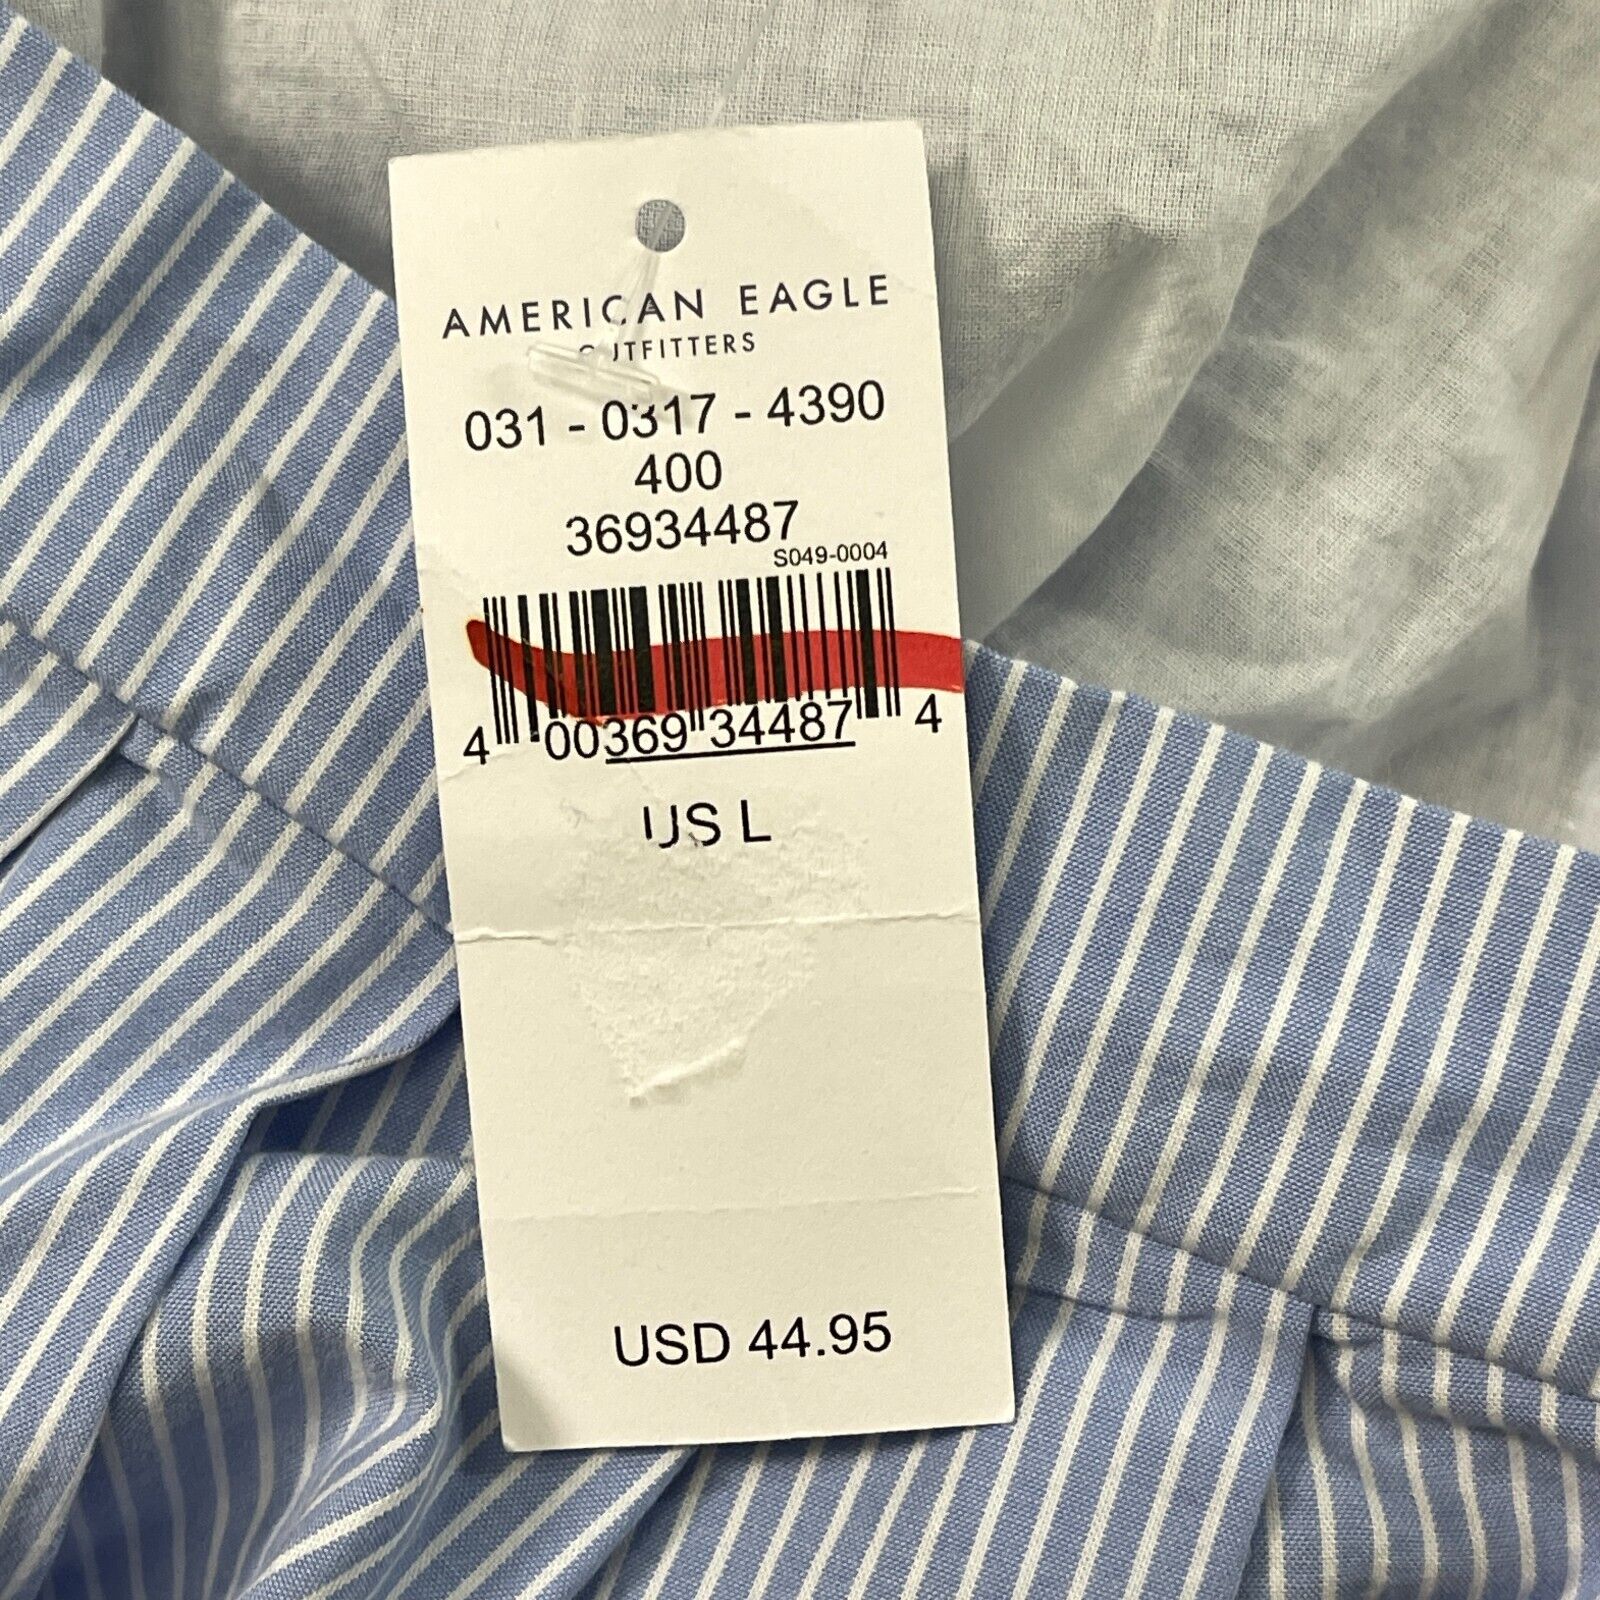 AMERICAN EAGLE
OUTFITTERS
031 - 0317 - 4390
400
36934487
S049-0004
4 00369 34487 4
US L
USD 44.95